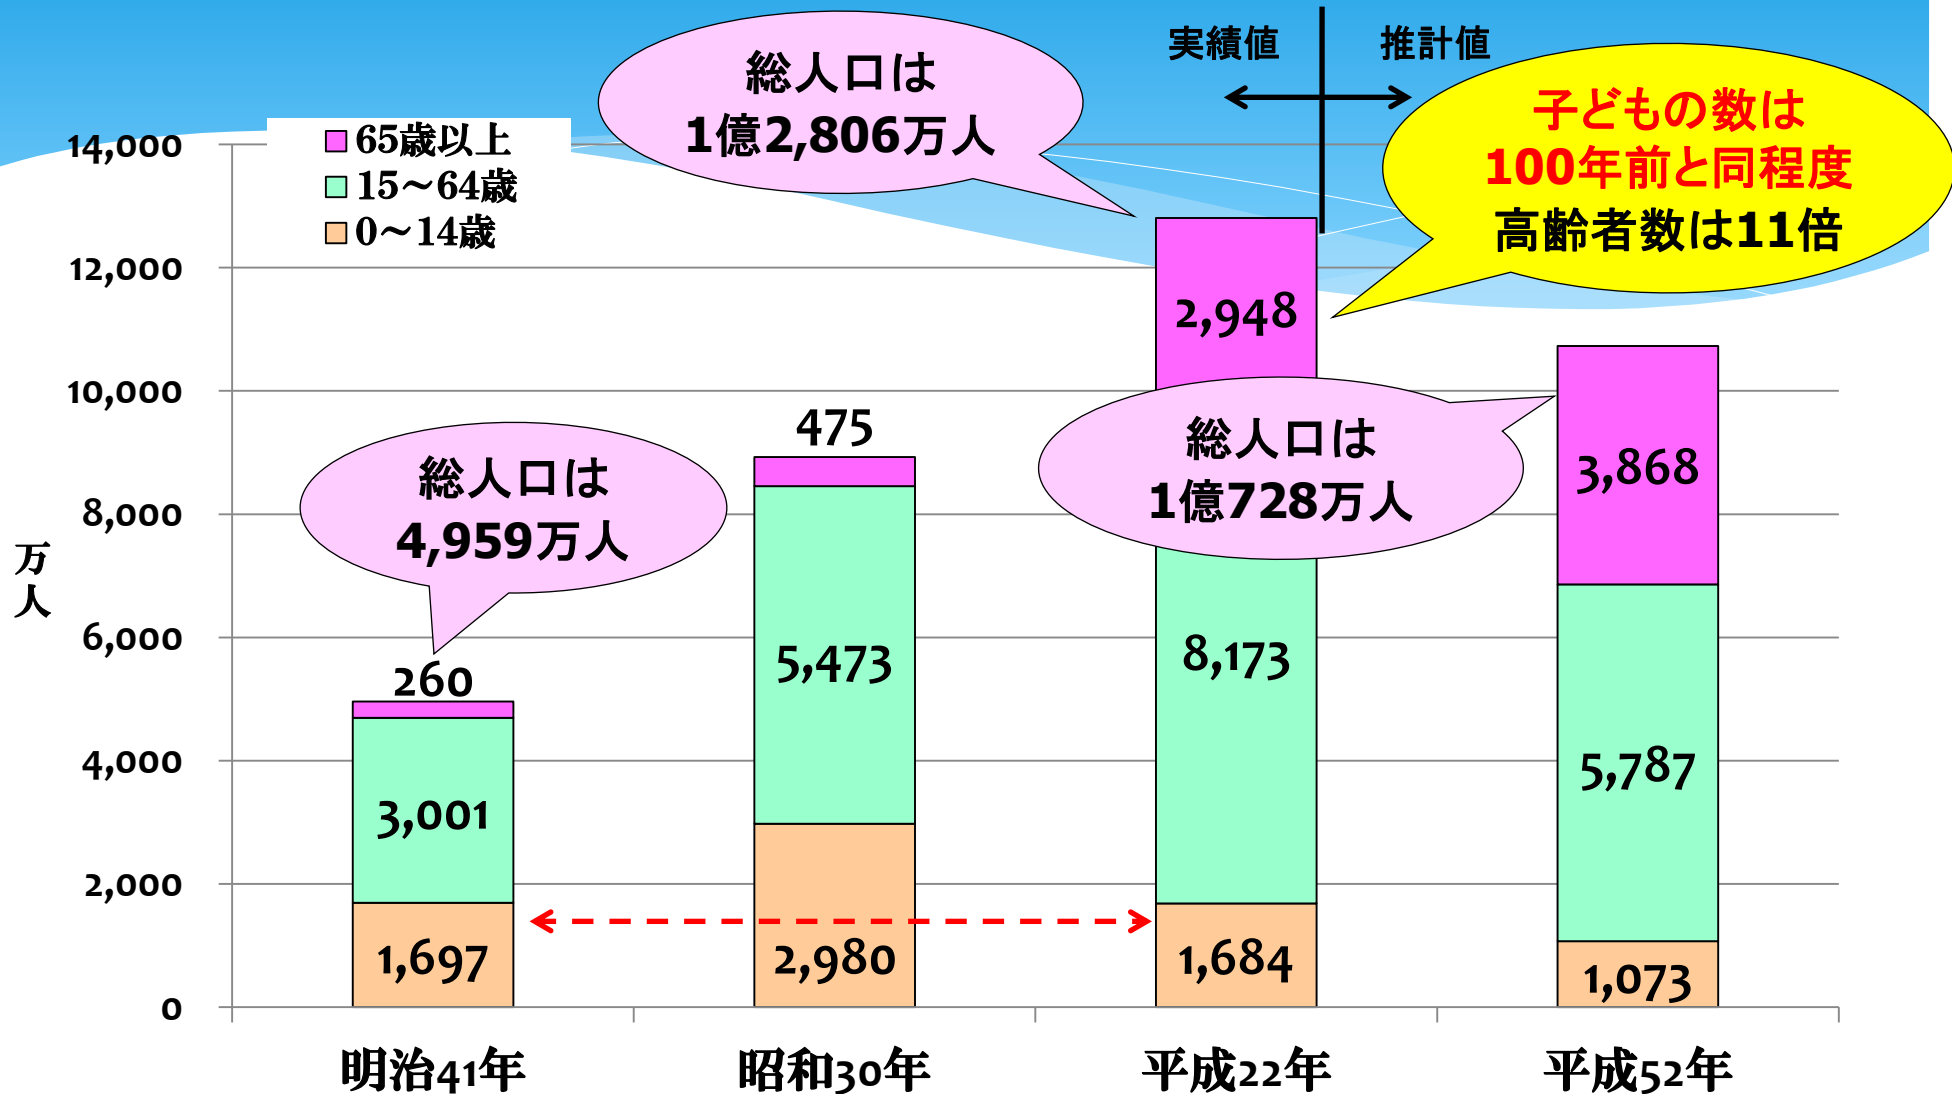 実績値
推計値
総人口は
1億2,806万人
子どもの数は
100年前と同程度
高齢者数は11倍
65歳以上
15～64歳
0～14歳
14,000
12,000
10,000
8,000
6,000
4,000
2,000
0
万人
総人口は
4,959万人
260
3,001
1,697
475
5,473
2,980
2,948
総人口は
1億728万人
8,173
1,684
3,868
5,787
1,073
明治41年
昭和30年
平成22年
平成52年